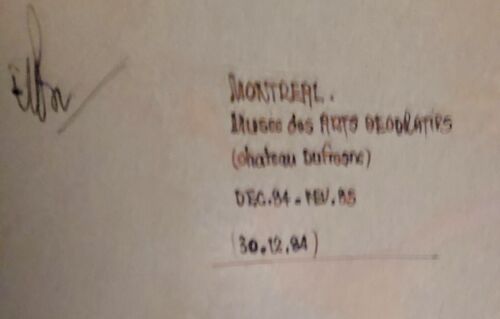 MONTREAL.
Musée des ARTS DECORATIFS
(chateau Dufresne)
DEC.84 - FEV.85
(30.12.84)